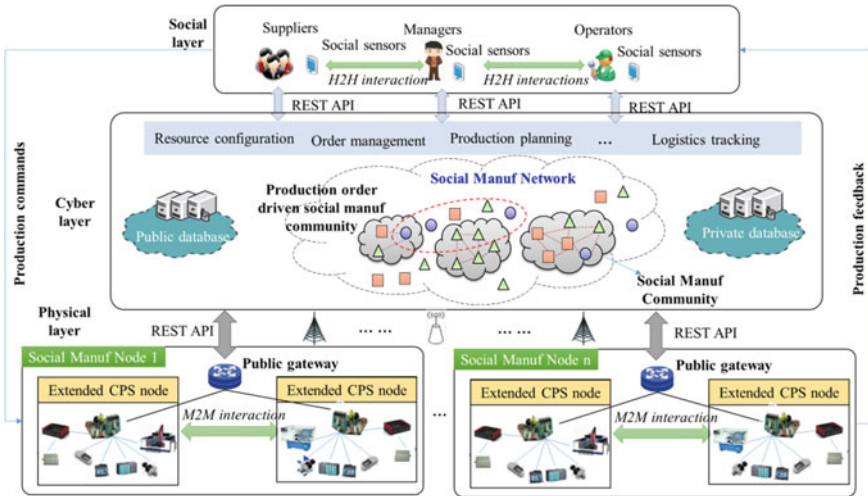 Social
layer
Suppliers
Managers
Operators
Social sensors
Social sensors
Social sensors
H2H interaction
H2H interactions
REST API
REST API
REST API
Production commands
Production feedback
Resource configuration
Order management
Production planning
...
Logistics tracking
Cyber
layer
Social Manuf Network
Production order
driven social manuf
community
Public database
Private database
Social Manuf
Community
Physical
layer
REST API
... ...
... ...
REST API
Social Manuf Node 1
Public gateway
Extended CPS node
Extended CPS node
M2M interaction
...
Social Manuf Node n
Public gateway
Extended CPS node
Extended CPS node
M2M interaction